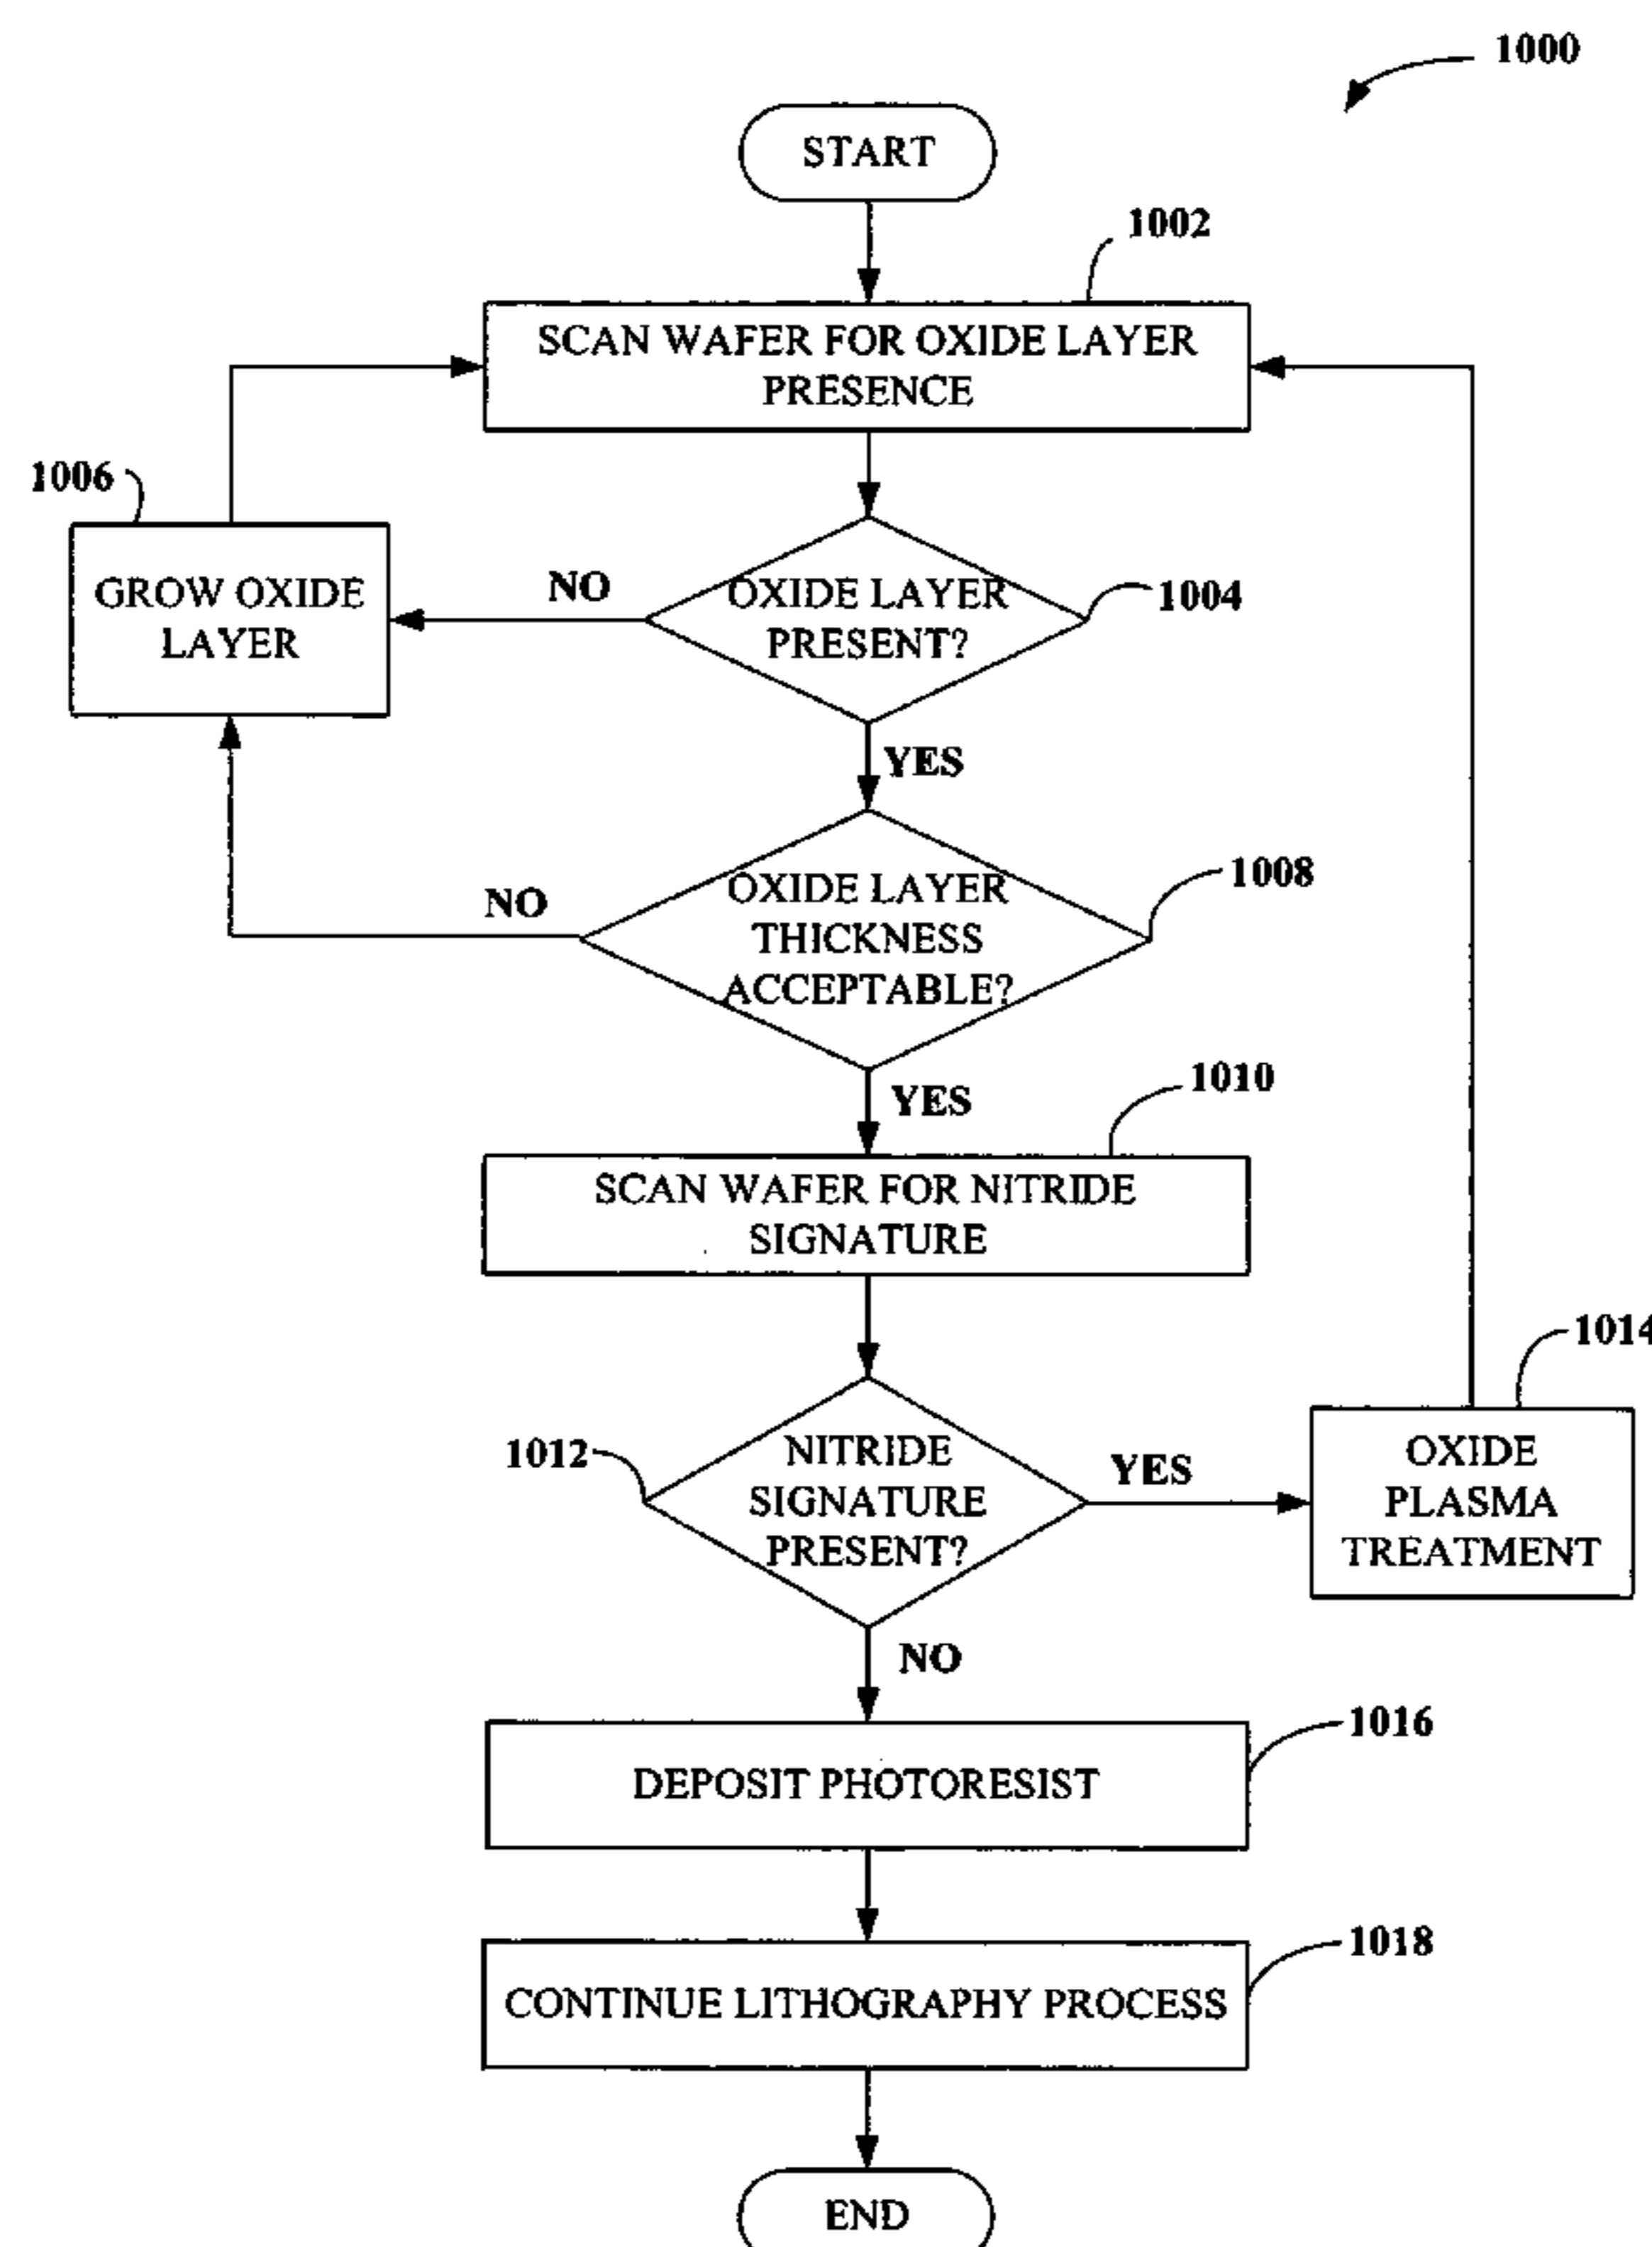 1000
START
1002
SCAN WAFER FOR OXIDE LAYER
PRESENCE
1006
GROW OXIDE
LAYER
NO
OXIDE LAYER
PRESENT?
1004
YES
OXIDE LAYER
THICKNESS
ACCEPTABLE?
1008
NO
YES
1010
SCAN WAFER FOR NITRIDE
SIGNATURE
1012
NITRIDE
SIGNATURE
PRESENT?
YES
1014
OXIDE
PLASMA
TREATMENT
NO
DEPOSIT PHOTORESIST
1016
CONTINUE LITHOGRAPHY PROCESS
1018
END